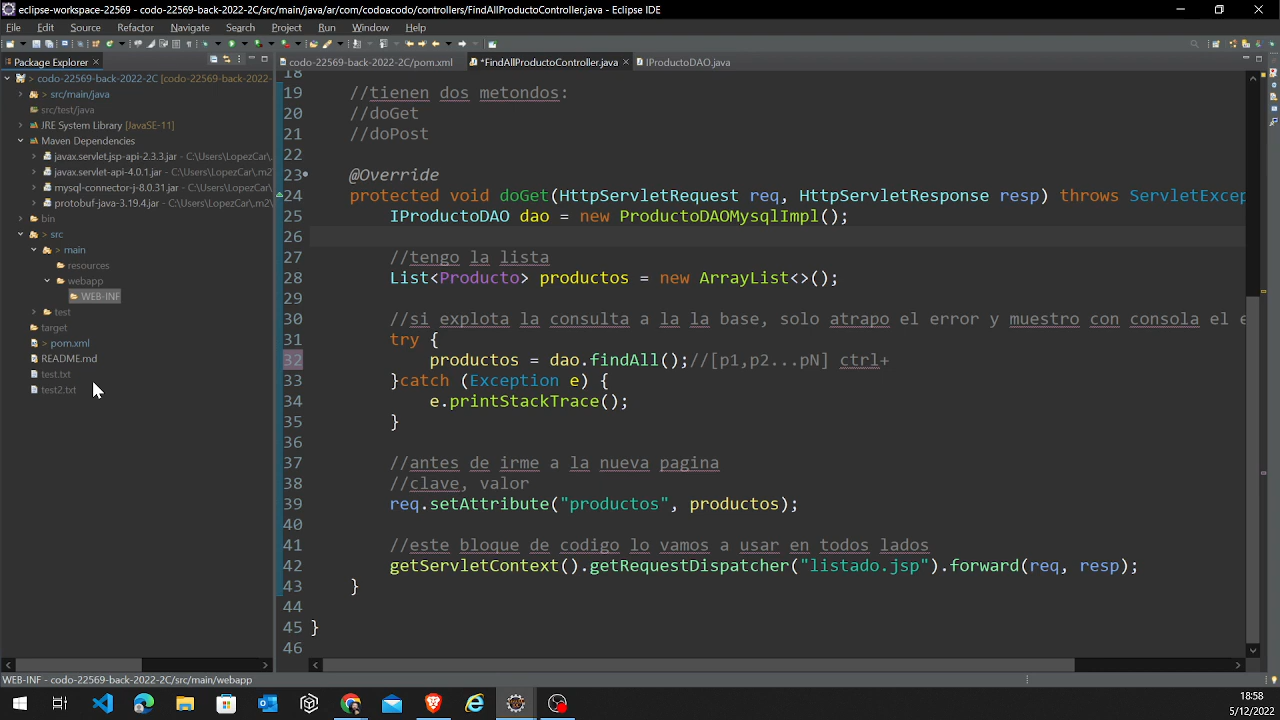 eclipse-workspace-22569 - codo-22569-back-2022-2C/src/main/java/ar/com/codoacodo/controllers/FindAllProductoController.java - Eclipse IDE
File Edit Source Refactor Navigate Search Project Run Window Help
Package Explorer
codo-22569-back-2022-2C/pom.xml
*FindAllProductoController.java
IProductoDAO.java
> codo-22569-back-2022-2C [codo-22569-back-2022-
> src/main/java
src/test/java
JRE System Library [JavaSE-11]
Maven Dependencies
javax.servlet.jsp-api-2.3.3.jar - C:\Users\LopezCar\.
javax.servlet-api-4.0.1.jar - C:\Users\LopezCar\.m2\
mysql-connector-j-8.0.31.jar - C:\Users\LopezCar\.
protobuf-java-3.19.4.jar - C:\Users\LopezCar\.m2\
bin
> src
> main
resources
webapp
WEB-INF
test
target
> pom.xml
README.md
test.txt
test2.txt
18
19 //tienen dos metondos:
20 //doGet
21 //doPost
22
23 @Override
24 protected void doGet(HttpServletRequest req, HttpServletResponse resp) throws ServletExcep
25 IProductoDAO dao = new ProductoDAOMysqlImpl();
26
27 //tengo la lista
28 List<Producto> productos = new ArrayList<>();
29
30 //si explota la consulta a la la base, solo atrapo el error y muestro con consola el e
31 try {
32 productos = dao.findAll();//[p1,p2...pN] ctrl+
33 }catch (Exception e) {
34 e.printStackTrace();
35 }
36
37 //antes de irme a la nueva pagina
38 //clave, valor
39 req.setAttribute("productos", productos);
40
41 //este bloque de codigo lo vamos a usar en todos lados
42 getServletContext().getRequestDispatcher("listado.jsp").forward(req, resp);
43 }
44
45 }
46
WEB-INF - codo-22569-back-2022-2C/src/main/webapp
18:58
5/12/2022